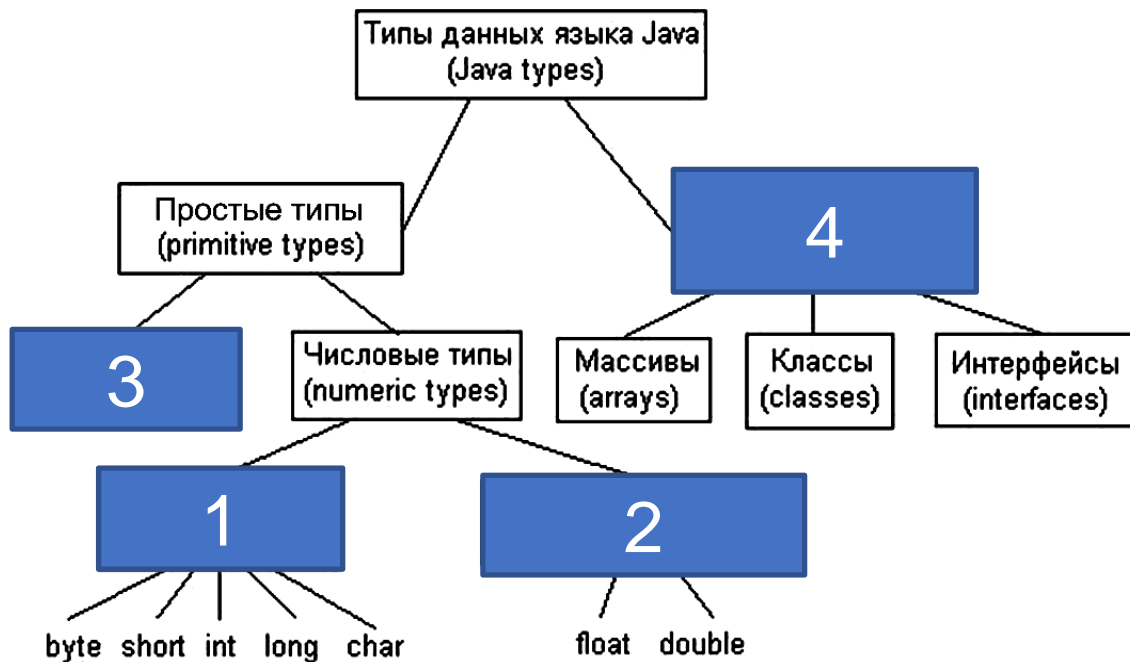 Типы данных языка Java
(Java types)
Простые типы
(primitive types)
4
3
Числовые типы
(numeric types)
Массивы
(arrays)
Классы
(classes)
Интерфейсы
(interfaces)
1
2
byte short int long char
float double